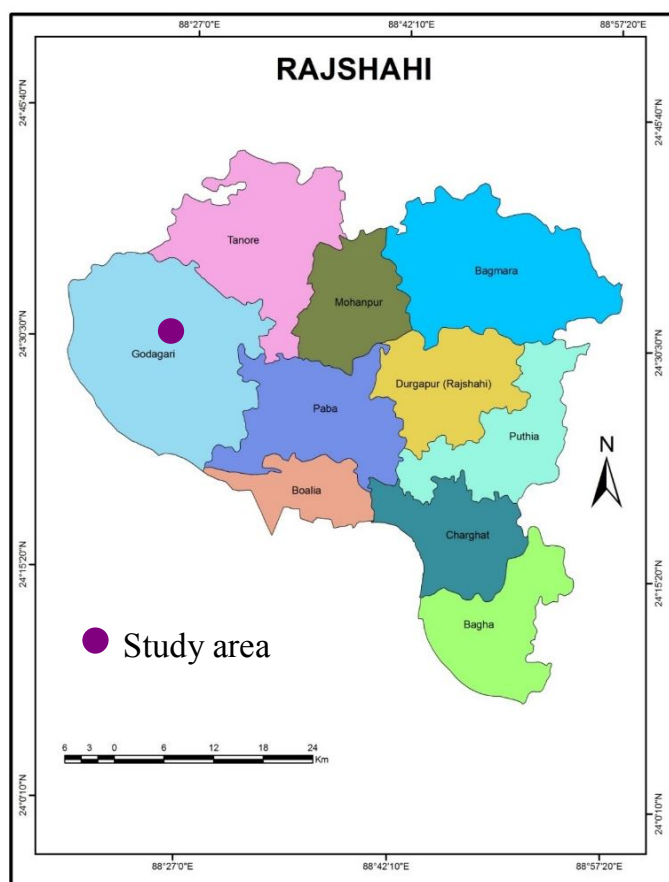 88°27'0"E 88°42'10"E 88°57'20"E
RAJSHAHI
24°45'40"N 24°45'40"N
Tanore
Bagmara
Mohanpur
24°30'30"N 24°30'30"N
Godagari
Durgapur (Rajshahi)
Paba
Puthia
N
Boalia
Charghat
24°15'20"N 24°15'20"N
Bagha
Study area
6 3 0 6 12 18 24
Km
24°0'10"N 24°0'10"N
88°27'0"E 88°42'10"E 88°57'20"E